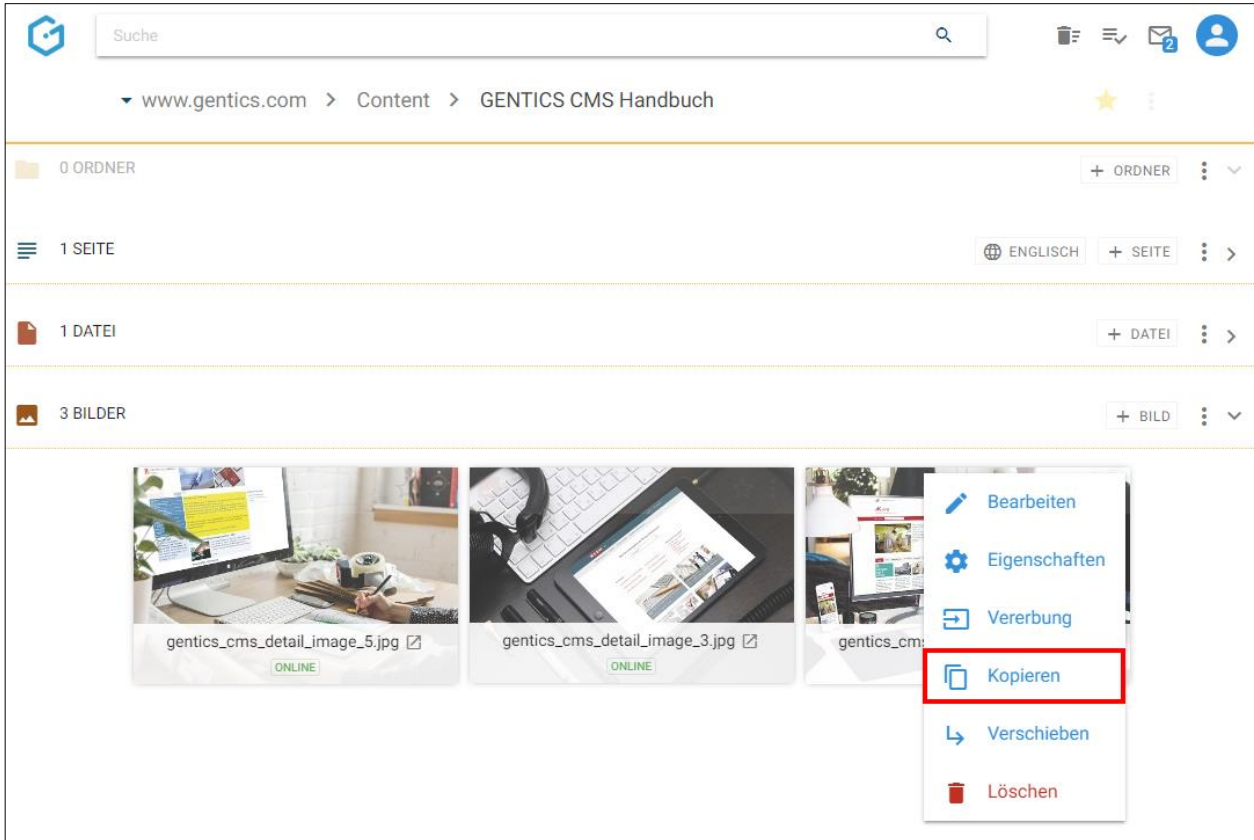 Suche
2
www.gentics.com > Content > GENTICS CMS Handbuch
0 ORDNER
+ ORDNER
1 SEITE
ENGLISCH
+ SEITE
1 DATEI
+ DATEI
3 BILDER
+ BILD
gentics_cms_detail_image_5.jpg
ONLINE
gentics_cms_detail_image_3.jpg
ONLINE
gentics_cm
Bearbeiten
Eigenschaften
Vererbung
Kopieren
Verschieben
Löschen